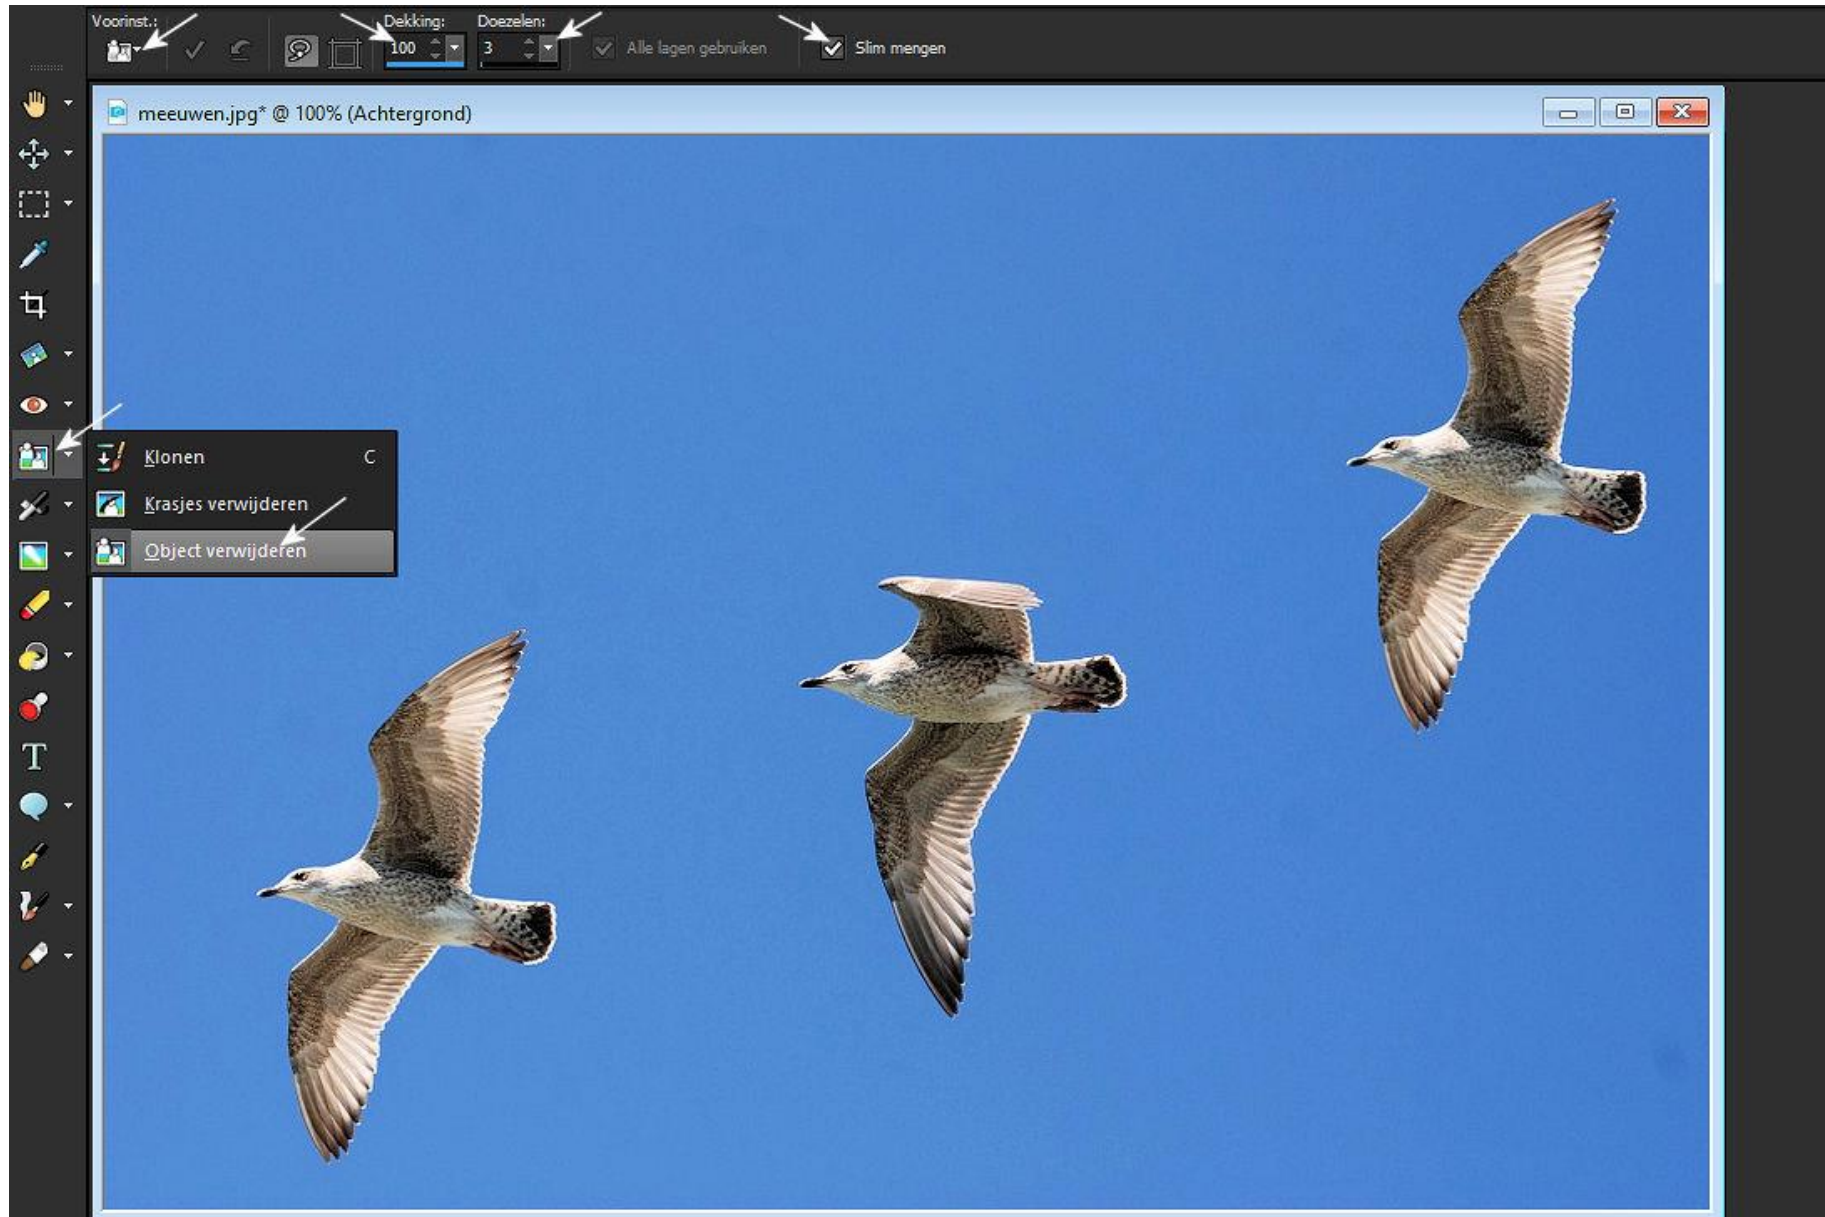 Voorinst.:
Dekking:
Doezelen:
100
3
Alle lagen gebruiken
Slim mengen
meeuwen.jpg* @ 100% (Achtergrond)
Klonen C
Krasjes verwijderen
Object verwijderen
T